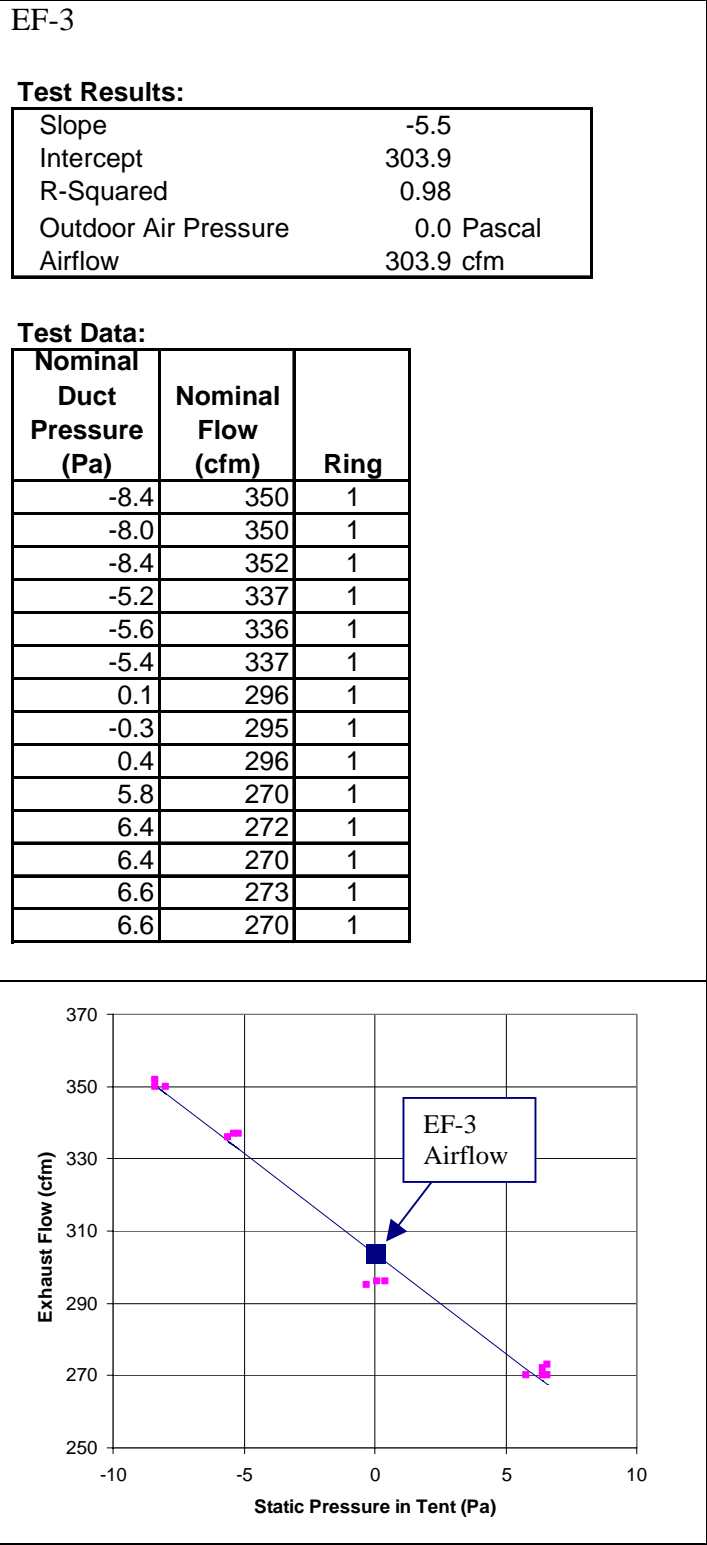 EF-3
Test Results:
Slope -5.5
Intercept 303.9
R-Squared 0.98
Outdoor Air Pressure 0.0 Pascal
Airflow 303.9 cfm
Test Data:
Nominal
Duct Nominal
Pressure Flow
(Pa) (cfm) Ring
-8.4 350 1
-8.0 350 1
-8.4 352 1
-5.2 337 1
-5.6 336 1
-5.4 337 1
0.1 296 1
-0.3 295 1
0.4 296 1
5.8 270 1
6.4 272 1
6.4 270 1
6.6 273 1
6.6 270 1
370
350
330
310
290
270
250
Exhaust Flow (cfm)
EF-3
Airflow
-10 -5 0 5 10
Static Pressure in Tent (Pa)